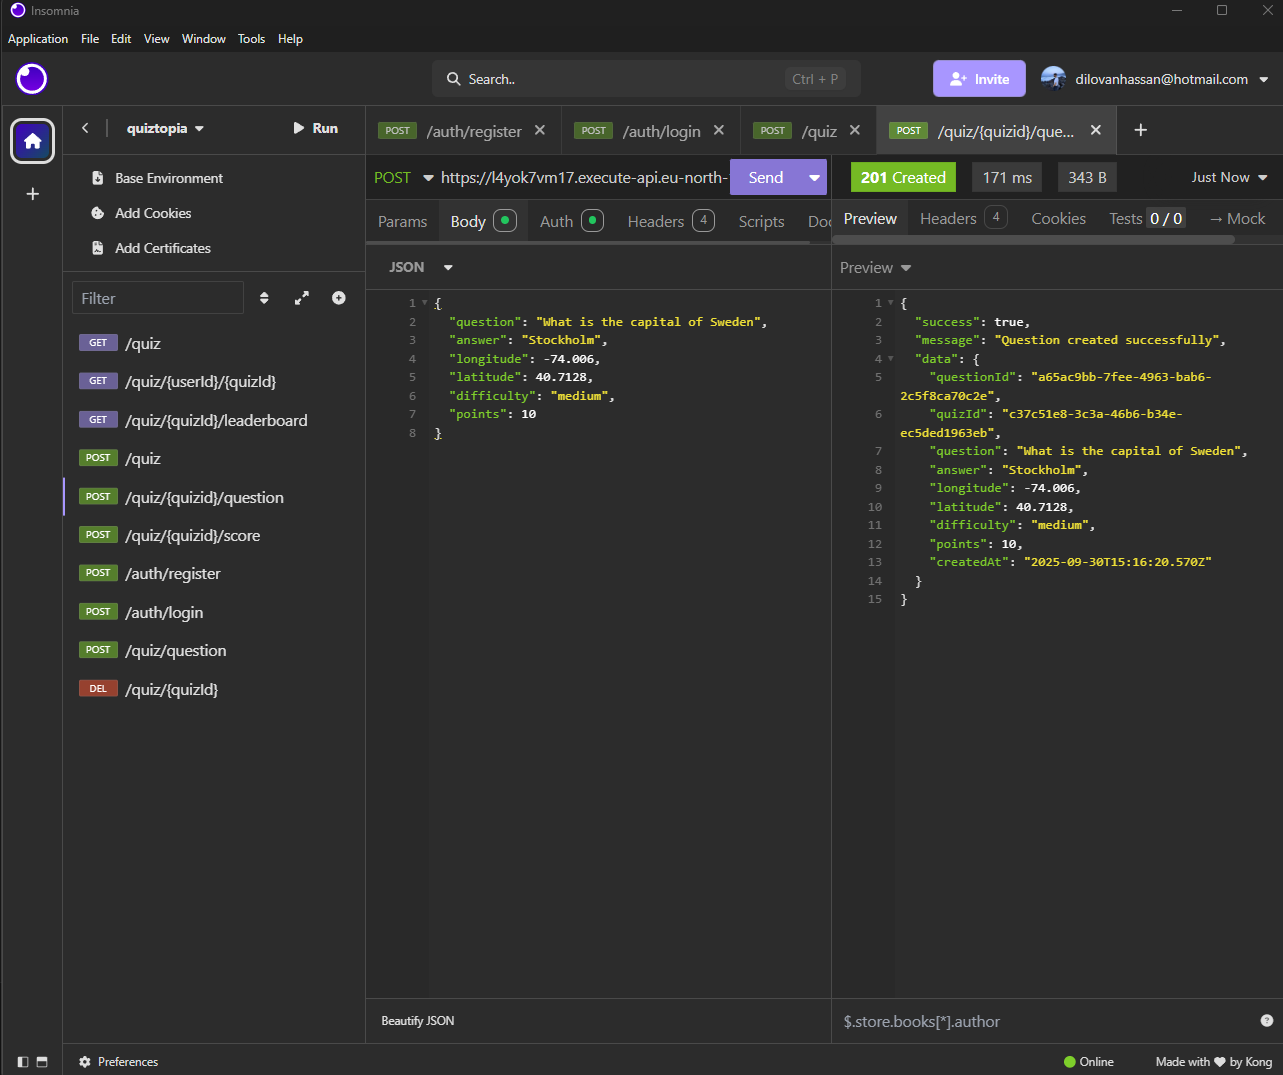 Insomnia
Application File Edit View Window Tools Help
Search.. Ctrl + P Invite dilovanhassan@hotmail.com
quiztopia Run
POST /auth/register POST /auth/login POST /quiz POST /quiz/{quizid}/que...
POST https://l4yok7vm17.execute-api.eu-north- Send 201 Created 171 ms 343 B Just Now
Params Body Auth Headers 4 Scripts Doc Preview Headers 4 Cookies Tests 0 / 0 → Mock
Base Environment
Add Cookies
Add Certificates
Filter
GET /quiz
GET /quiz/{userId}/{quizId}
GET /quiz/{quizId}/leaderboard
POST /quiz
POST /quiz/{quizid}/question
POST /quiz/{quizid}/score
POST /auth/register
POST /auth/login
POST /quiz/question
DEL /quiz/{quizId}
JSON
1 {
2 "question": "What is the capital of Sweden",
3 "answer": "Stockholm",
4 "longitude": -74.006,
5 "latitude": 40.7128,
6 "difficulty": "medium",
7 "points": 10
8 }
Preview
1 {
2 "success": true,
3 "message": "Question created successfully",
4 "data": {
5 "questionId": "a65ac9bb-7fee-4963-bab6-
2c5f8ca70c2e",
6 "quizId": "c37c51e8-3c3a-46b6-b34e-
ec5ded1963eb",
7 "question": "What is the capital of Sweden",
8 "answer": "Stockholm",
9 "longitude": -74.006,
10 "latitude": 40.7128,
11 "difficulty": "medium",
12 "points": 10,
13 "createdAt": "2025-09-30T15:16:20.570Z"
14 }
15 }
Beautify JSON
$.store.books[*].author
Preferences
Online Made with ♥ by Kong